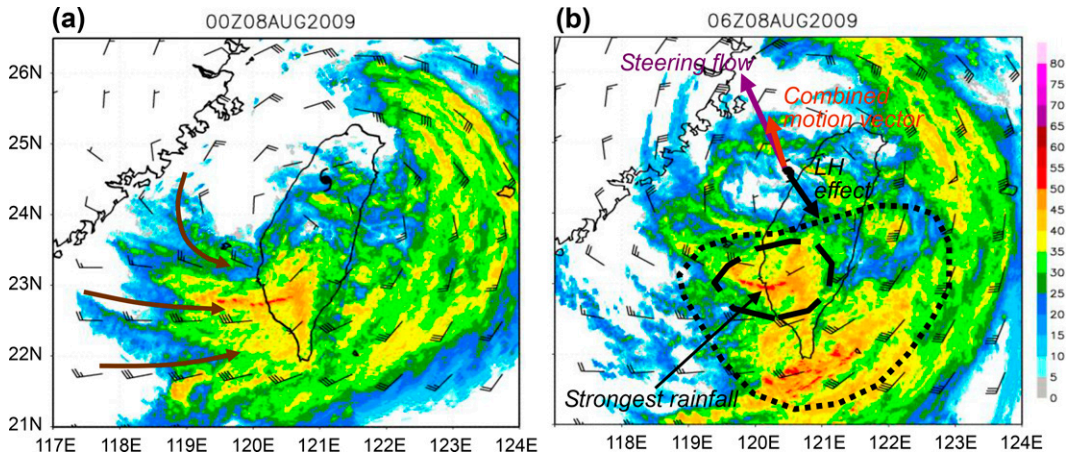 (a)
00Z08AUG2009
26N
25N
24N
23N
22N
21N
117E 118E 119E 120E 121E 122E 123E 124E
(b)
06Z08AUG2009
Steering flow
Combined
motion vector
LH
effect
Strongest rainfall
118E 119E 120E 121E 122E 123E 124E
80
75
70
65
60
55
50
45
40
35
30
25
20
15
10
5
0